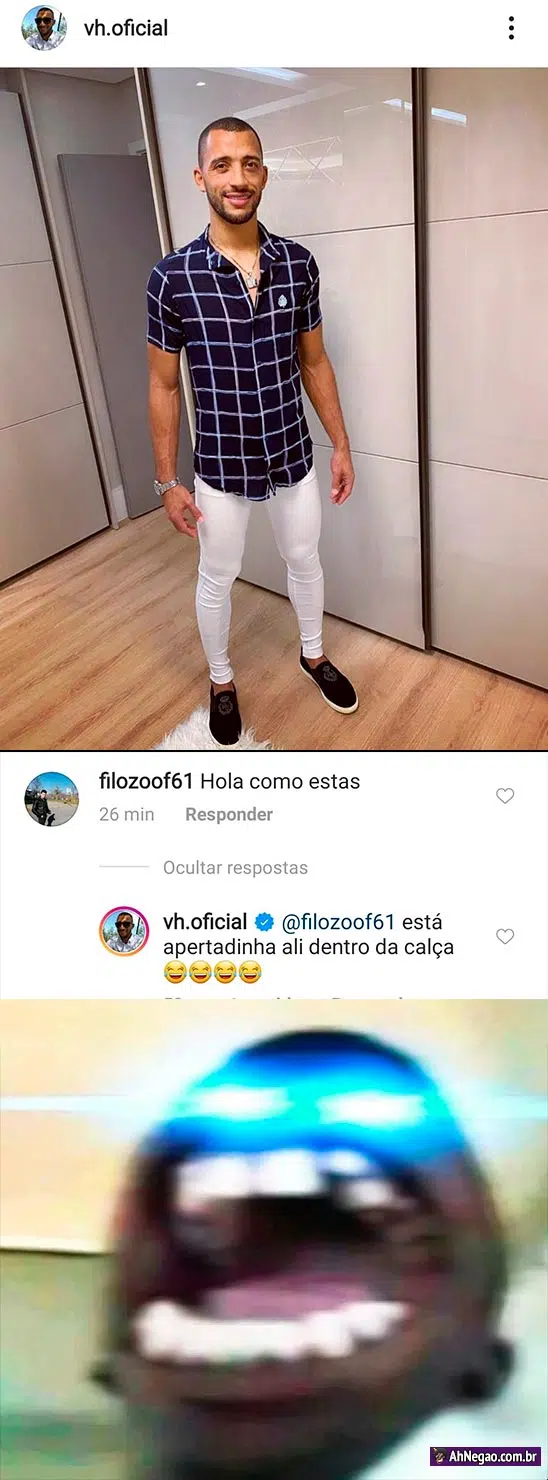 vh.oficial
filozoof61 Hola como estas
26 min Responder
Ocultar respostas
vh.oficial @filozoof61 está
apertadinha ali dentro da calça
😂😂😂😂
AhNegao.com.br